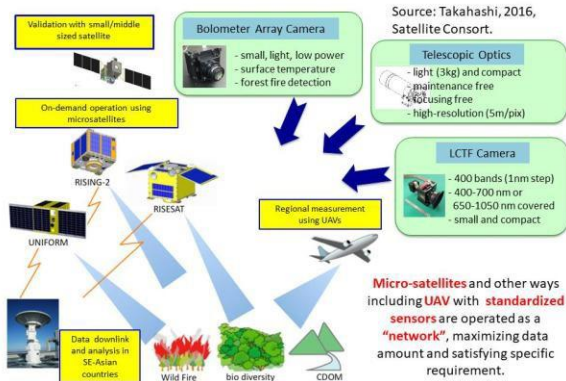 Validation with small/middle
sized satellite
Bolometer Array Camera
- small, light, low power
- surface temperature
- forest fire detection
Source: Takahashi, 2016,
Satellite Consort.
Telescopic Optics
- light (3kg) and compact
- maintenance free
- focusing free
- high-resolution (5m/pix)
On-demand operation using
microsatellites
RISING-2
RISESAT
UNIFORM
LCTF Camera
- 400 bands (1nm step)
- 400-700 nm or
650-1050 nm covered
- small and compact
Regional measurement
using UAVs
Micro-satellites and other ways
including UAV with standardized
sensors are operated as a
“network”, maximizing data
amount and satisfying specific
requirement.
Data downlink
and analysis in
SE-Asian
countries
Wild Fire
bio diversity
CDOM